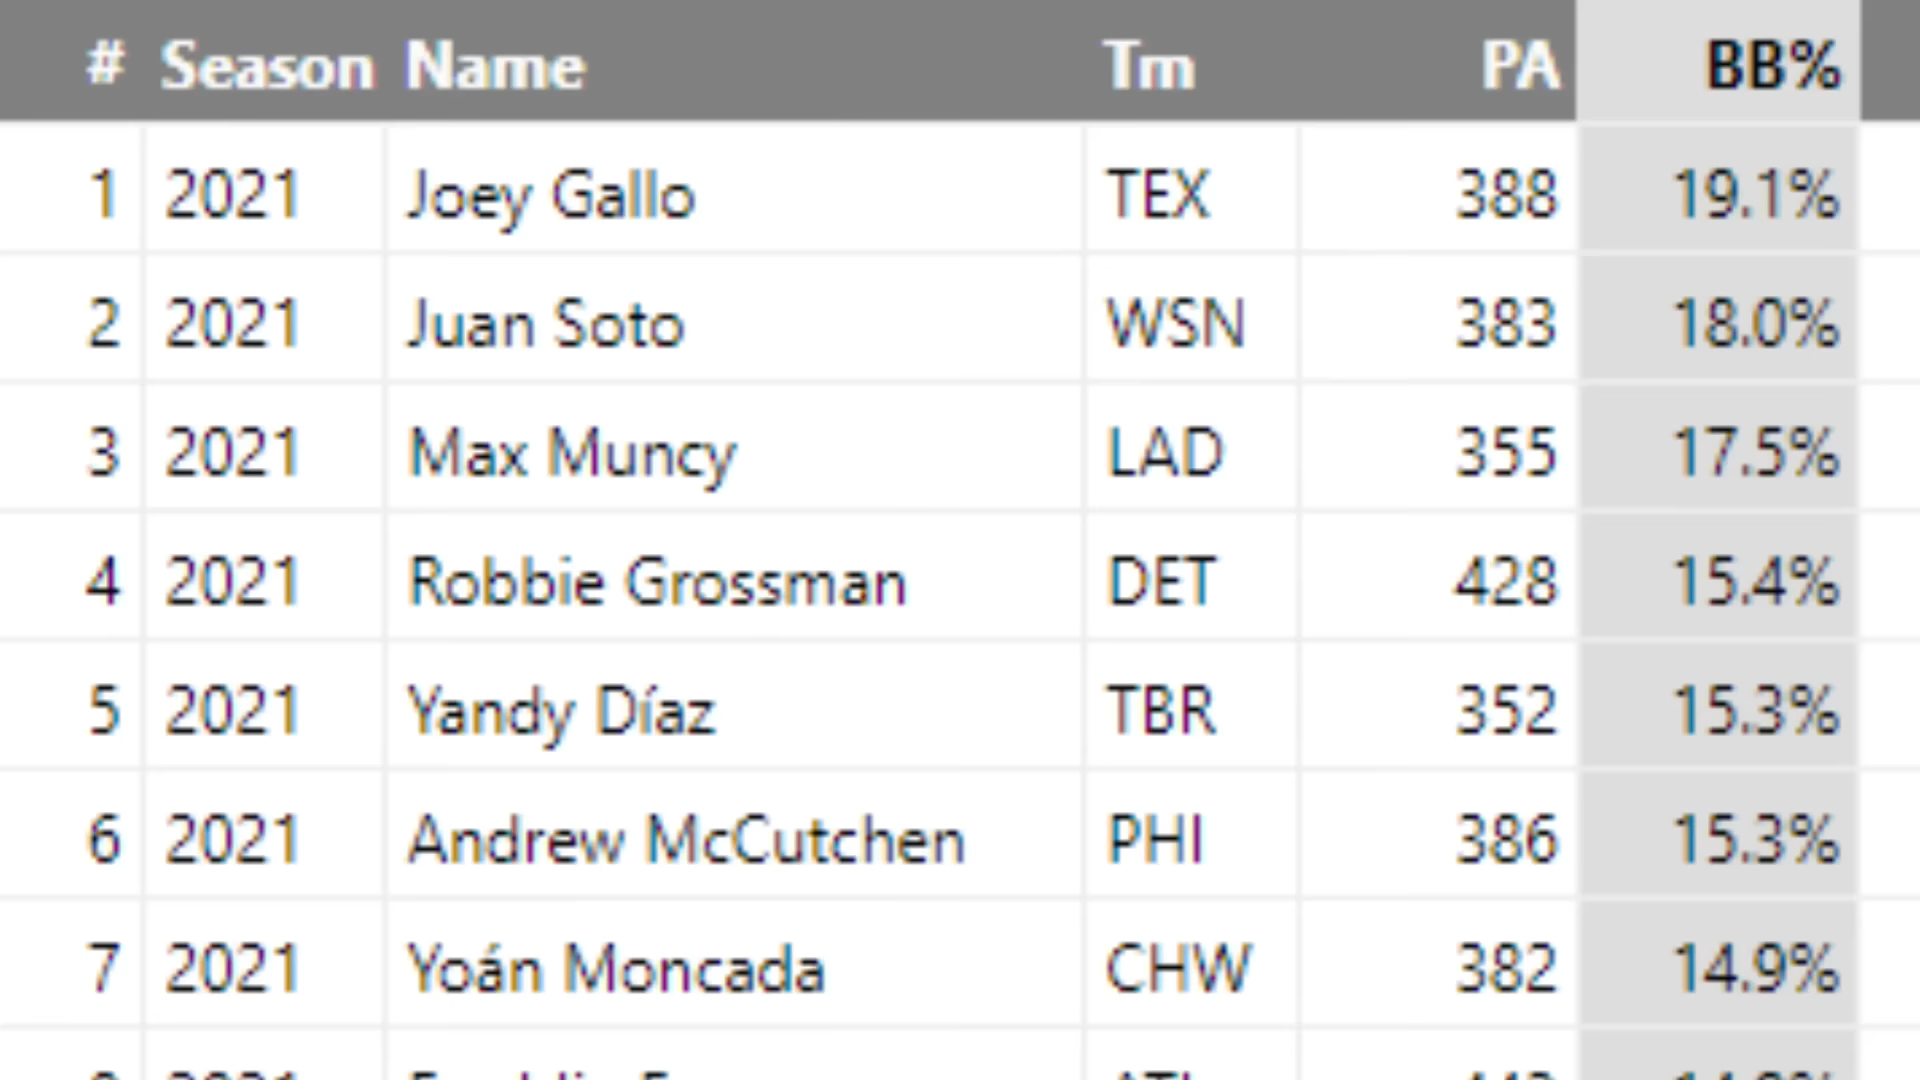 # Season Name Tm PA BB%
1 2021 Joey Gallo TEX 388 19.1%
2 2021 Juan Soto WSN 383 18.0%
3 2021 Max Muncy LAD 355 17.5%
4 2021 Robbie Grossman DET 428 15.4%
5 2021 Yandy Díaz TBR 352 15.3%
6 2021 Andrew McCutchen PHI 386 15.3%
7 2021 Yoán Moncada CHW 382 14.9%
2021